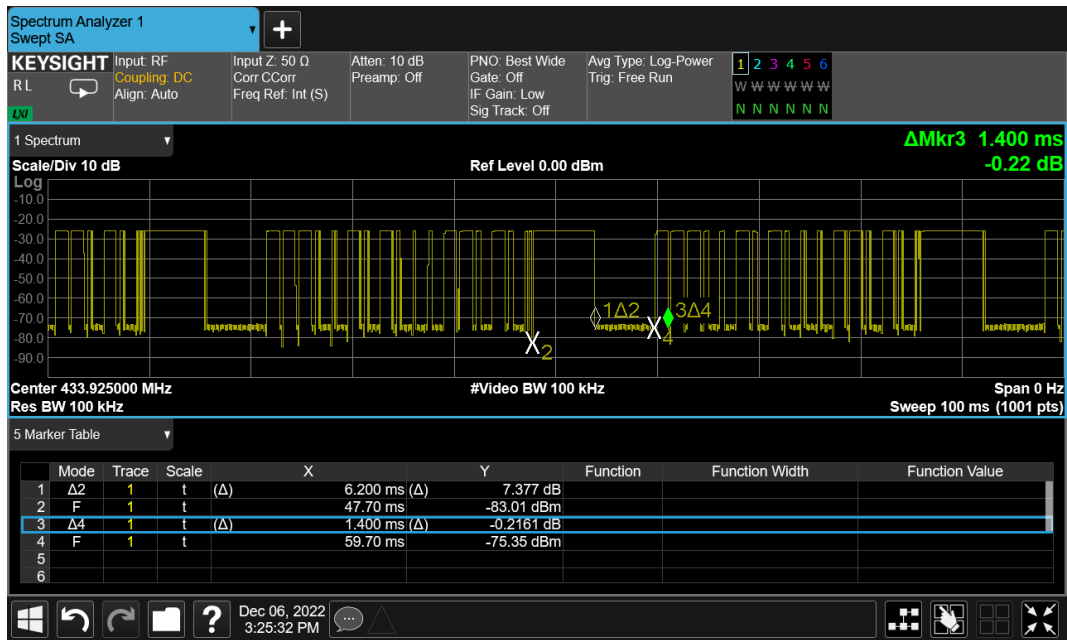 Spectrum Analyzer 1
Swept SA
+
KEYSIGHT Input: RF Input Z: 50 Ω Atten: 10 dB PNO: Best Wide Avg Type: Log-Power 1 2 3 4 5 6
R L Coupling: DC Corr CCorr Preamp: Off Gate: Off Trig: Free Run W W W W W W
Align: Auto Freq Ref: Int (S) IF Gain: Low
LXI Sig Track: Off N N N N N N
1 Spectrum ΔMkr3 1.400 ms
Scale/Div 10 dB Ref Level 0.00 dBm -0.22 dB
Log
-10.0
-20.0
-30.0
-40.0
-50.0
-60.0
-70.0 1Δ2 3Δ4
-80.0 2 4
-90.0
Center 433.925000 MHz #Video BW 100 kHz Span 0 Hz
Res BW 100 kHz Sweep 100 ms (1001 pts)
5 Marker Table
Mode Trace Scale X Y Function Function Width Function Value
1 Δ2 1 t (Δ) 6.200 ms (Δ) 7.377 dB
2 F 1 t 47.70 ms -83.01 dBm
3 Δ4 1 t (Δ) 1.400 ms (Δ) -0.2161 dB
4 F 1 t 59.70 ms -75.35 dBm
5
6
? Dec 06, 2022
3:25:32 PM